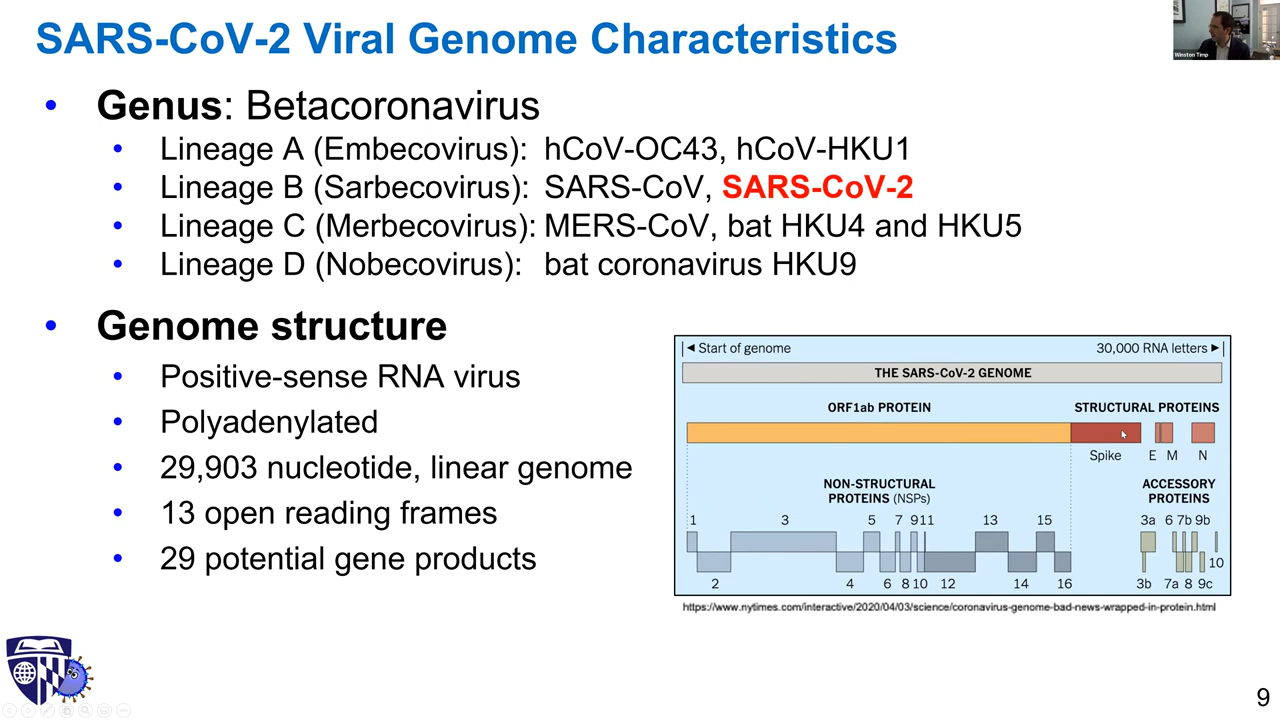 SARS-CoV-2 Viral Genome Characteristics
Winston Timp
• Genus: Betacoronavirus
• Lineage A (Embecovirus): hCoV-OC43, hCoV-HKU1
• Lineage B (Sarbecovirus): SARS-CoV, SARS-CoV-2
• Lineage C (Merbecovirus): MERS-CoV, bat HKU4 and HKU5
• Lineage D (Nobecovirus): bat coronavirus HKU9
• Genome structure
• Positive-sense RNA virus
• Polyadenylated
• 29,903 nucleotide, linear genome
• 13 open reading frames
• 29 potential gene products
Start of genome 30,000 RNA letters
THE SARS-CoV-2 GENOME
ORF1ab PROTEIN STRUCTURAL PROTEINS
Spike E M N
NON-STRUCTURAL PROTEINS (NSPs)
ACCESSORY PROTEINS
1 3 5 7 9 11 13 15 3a 6 7b 9b
10
2 4 6 8 10 12 14 16 3b 7a 8 9c
https://www.nytimes.com/interactive/2020/04/03/science/coronavirus-genome-bad-news-wrapped-in-protein.html
9